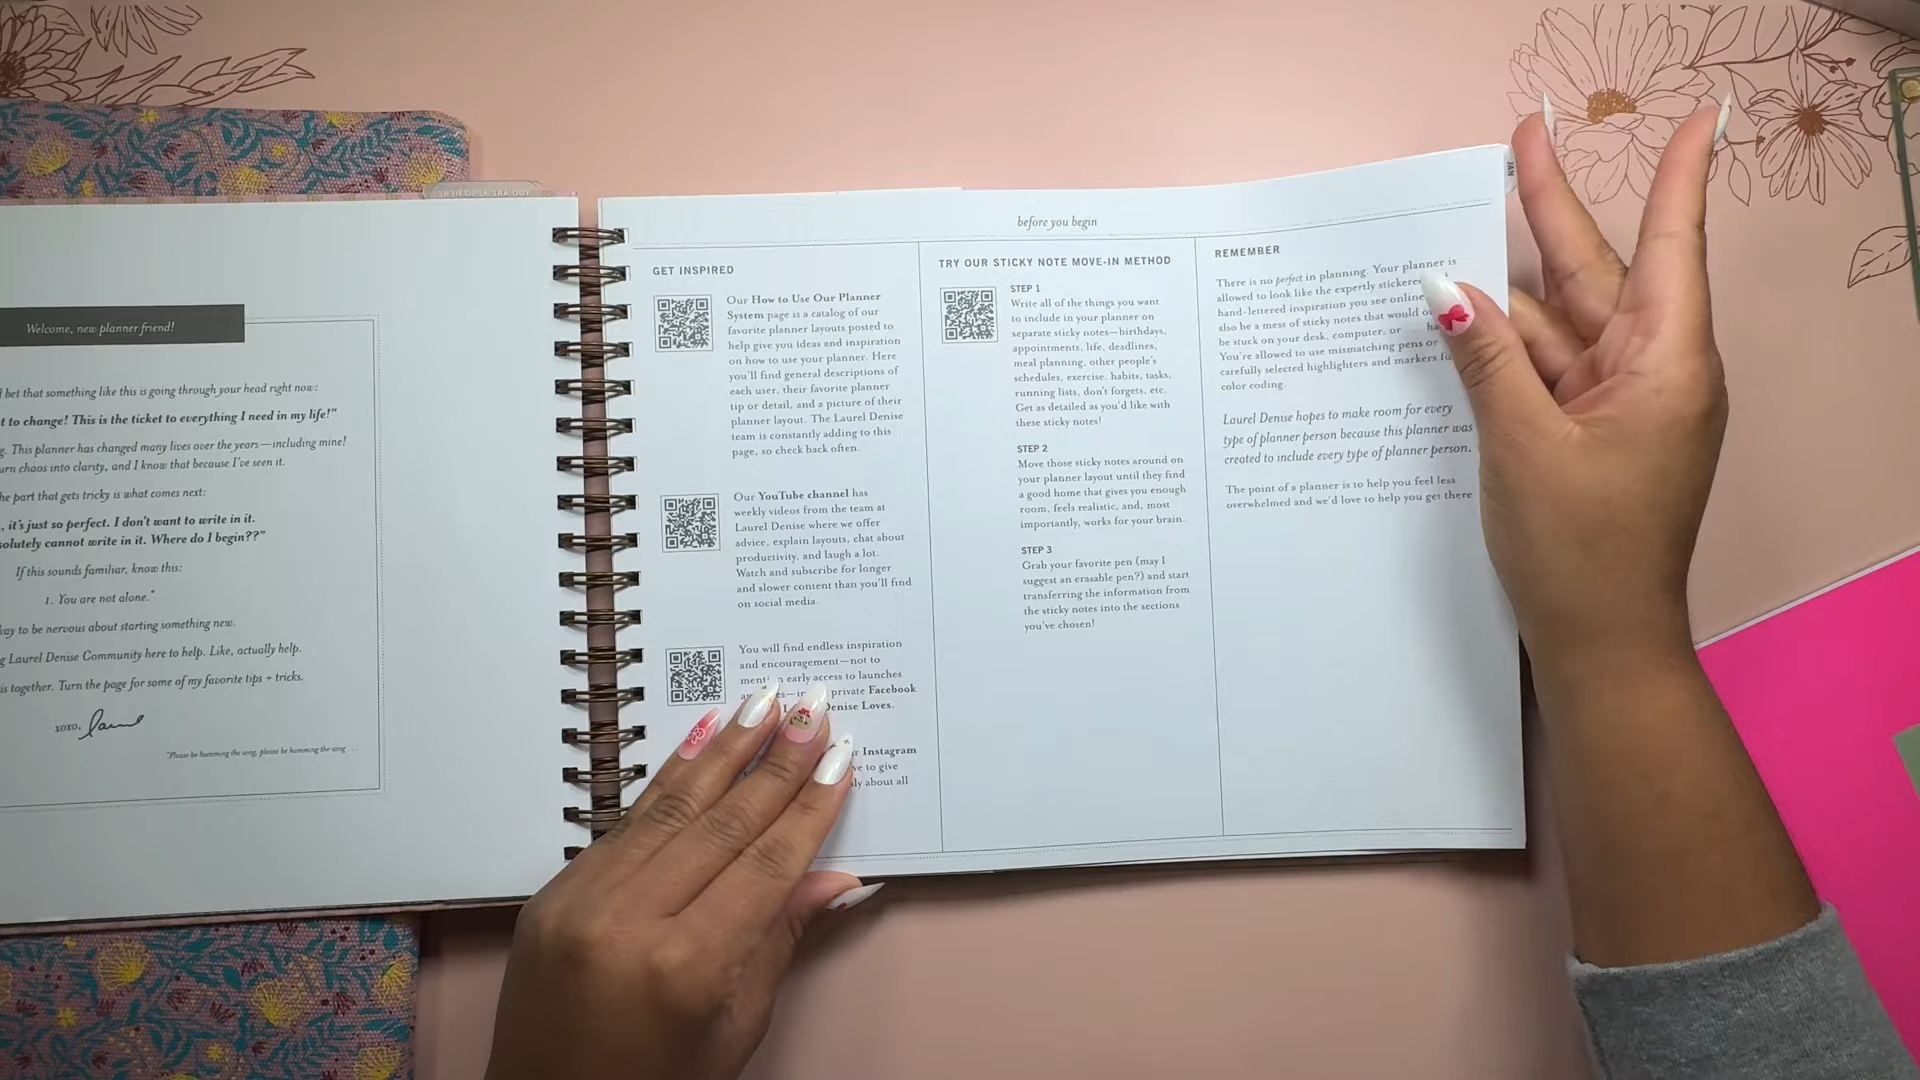 Welcome, new planner friend!
bet that something like this is going through your head right now:
t to change! This is the ticket to everything I need in my life!"
This planner has changed many lives over the years—including mine!
urn chaos into clarity, and I know that because I've seen it.
he part that gets tricky is what comes next:
, it's just so perfect. I don't want to write in it.
solutely cannot write in it. Where do I begin??"
If this sounds familiar, know this:
1. You are not alone.*
kay to be nervous about starting something new.
g Laurel Denise Community here to help. Like, actually help.
is together. Turn the page for some of my favorite tips + tricks.
xoxo, laurel
*Please be humming the song, please be humming the song . . .
before you begin
GET INSPIRED
Our How to Use Our Planner
System page is a catalog of our
favorite planner layouts posted to
help give you ideas and inspiration
on how to use your planner. Here
you'll find general descriptions of
each user, their favorite planner
tip or detail, and a picture of their
planner layout. The Laurel Denise
team is constantly adding to this
page, so check back often.
Our YouTube channel has
weekly videos from the team at
Laurel Denise where we offer
advice, explain layouts, chat about
productivity, and laugh a lot.
Watch and subscribe for longer
and slower content than you'll find
on social media.
You will find endless inspiration
and encouragement—not to
early access to launches
private Facebook
Denise Loves.
Instagram
ve to give
ly about all
TRY OUR STICKY NOTE MOVE-IN METHOD
STEP 1
Write all of the things you want
to include in your planner on
separate sticky notes—birthdays,
appointments, life, deadlines,
meal planning, other people's
schedules, exercise, habits, tasks,
running lists, don't forgets, etc.
Get as detailed as you'd like with
these sticky notes!
STEP 2
Move those sticky notes around on
your planner layout until they find
a good home that gives you enough
room, feels realistic, and, most
importantly, works for your brain.
STEP 3
Grab your favorite pen (may I
suggest an erasable pen?) and start
transferring the information from
the sticky notes into the sections
you've chosen!
REMEMBER
There is no perfect in planning. Your planner is
allowed to look like the expertly stickered
hand-lettered inspiration you see online
also be a mess of sticky notes that would
be stuck on your desk, computer, or
You're allowed to use mismatching pens or
carefully selected highlighters and markers
color coding.
Laurel Denise hopes to make room for every
type of planner person because this planner was
created to include every type of planner person.
The point of a planner is to help you feel less
overwhelmed and we'd love to help you get there
JAN